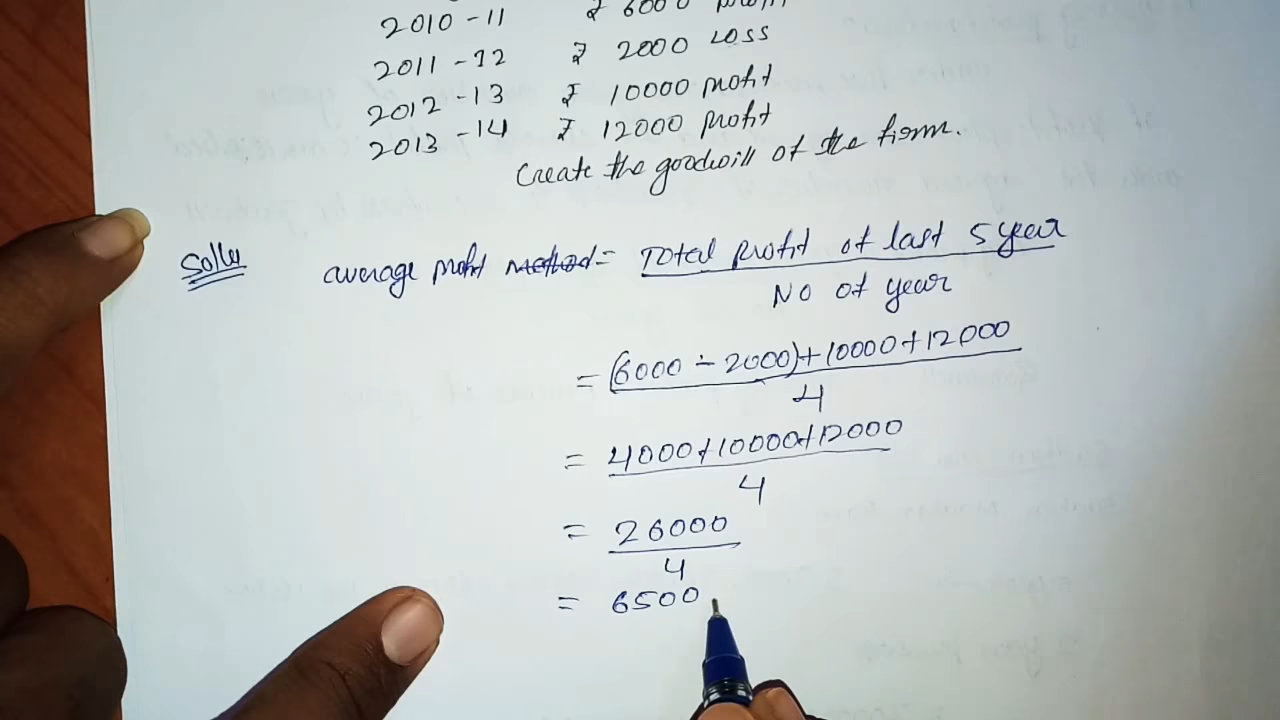 2010-11 ₹ 6000 profit
2011-12 ₹ 2000 Loss
2012-13 ₹ 10000 profit
2013-14 ₹ 12000 profit
Create the goodwill of the firm.
Soln average profit method = Total profit of last 5 year
No of year
= (6000 - 2000)+10000+12000
4
= 4000+10000+12000
4
= 26000
4
= 6500